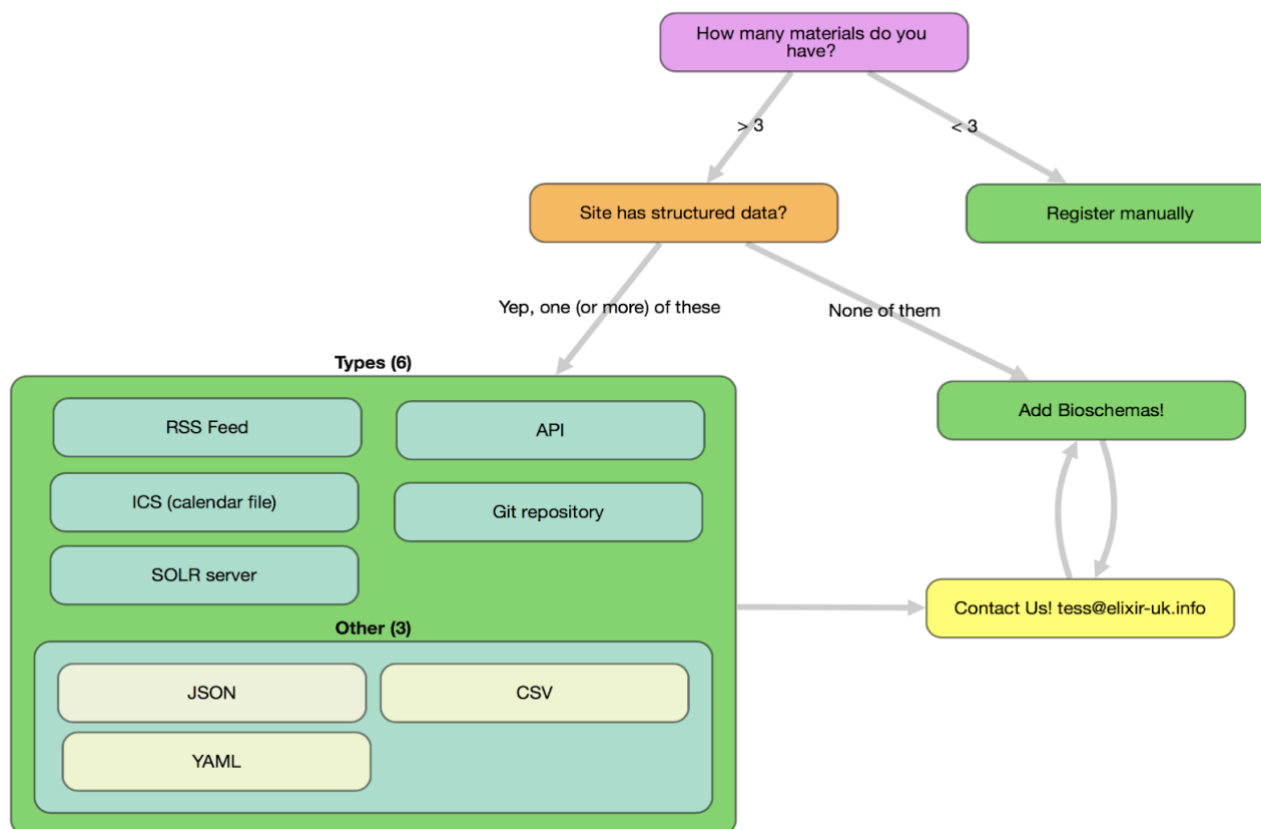 How many materials do you
have?
> 3
< 3
Site has structured data?
Register manually
Yep, one (or more) of these
None of them
Types (6)
RSS Feed
API
Add Bioschemas!
ICS (calendar file)
Git repository
SOLR server
Contact Us! tess@elixir-uk.info
Other (3)
JSON
CSV
YAML